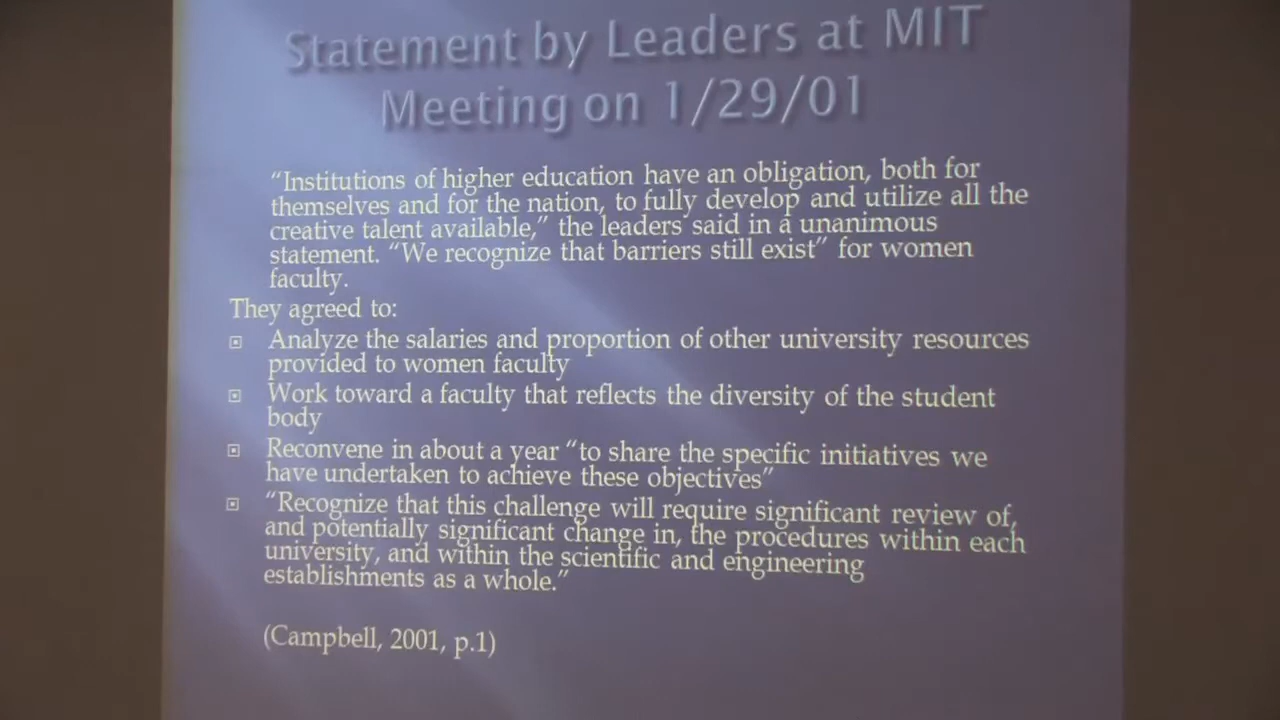 Statement by Leaders at MIT
Meeting on 1/29/01
“Institutions of higher education have an obligation, both for
themselves and for the nation, to fully develop and utilize all the
creative talent available,” the leaders said in a unanimous
statement. “We recognize that barriers still exist” for women
faculty.
They agreed to:
Analyze the salaries and proportion of other university resources
provided to women faculty
Work toward a faculty that reflects the diversity of the student
body
Reconvene in about a year “to share the specific initiatives we
have undertaken to achieve these objectives”
“Recognize that this challenge will require significant review of,
and potentially significant change in, the procedures within each
university, and within the scientific and engineering
establishments as a whole.”
(Campbell, 2001, p.1)